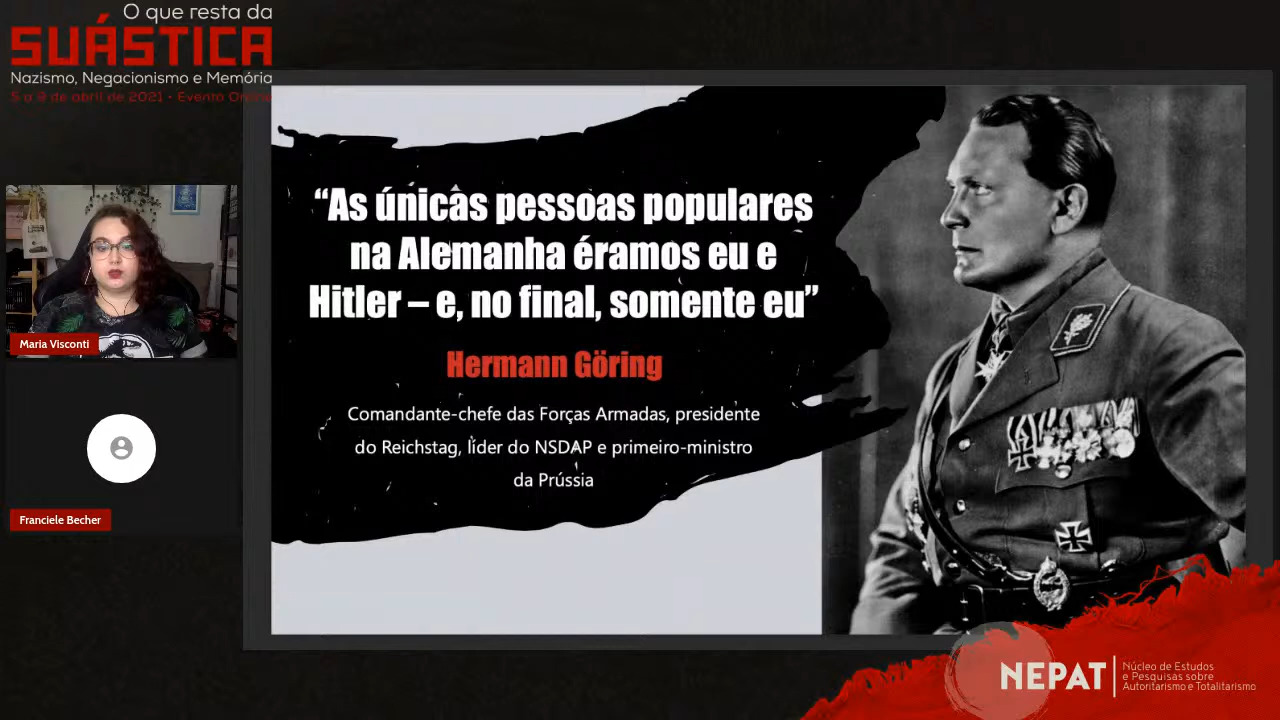 O que resta da
SUÁSTICA
Nazismo, Negacionismo e Memória
5 a 9 de abril de 2021 • Evento Online
“As únicas pessoas populares
na Alemanha éramos eu e
Hitler – e, no final, somente eu”
Hermann Göring
Comandante-chefe das Forças Armadas, presidente
do Reichstag, líder do NSDAP e primeiro-ministro
da Prússia
Maria Visconti
Franciele Becher
NEPAT
Núcleo de Estudos
e Pesquisas sobre
Autoritarismo e Totalitarismo